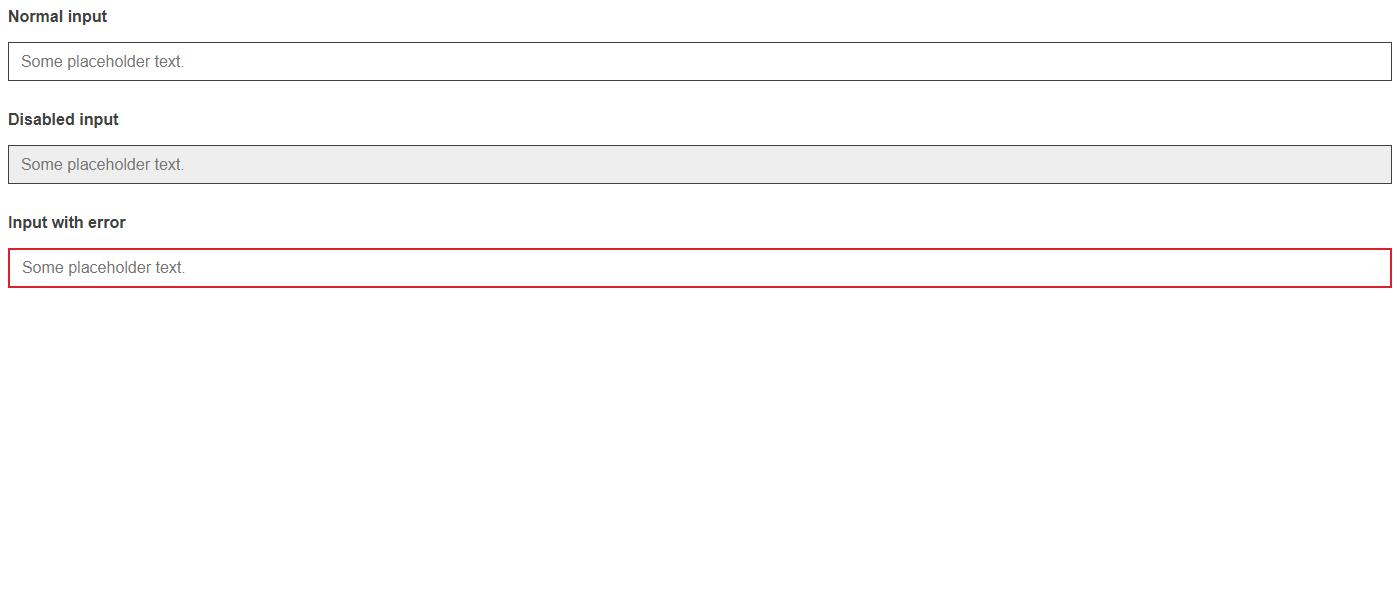 Normal input
Some placeholder text.
Disabled input
Some placeholder text.
Input with error
Some placeholder text.